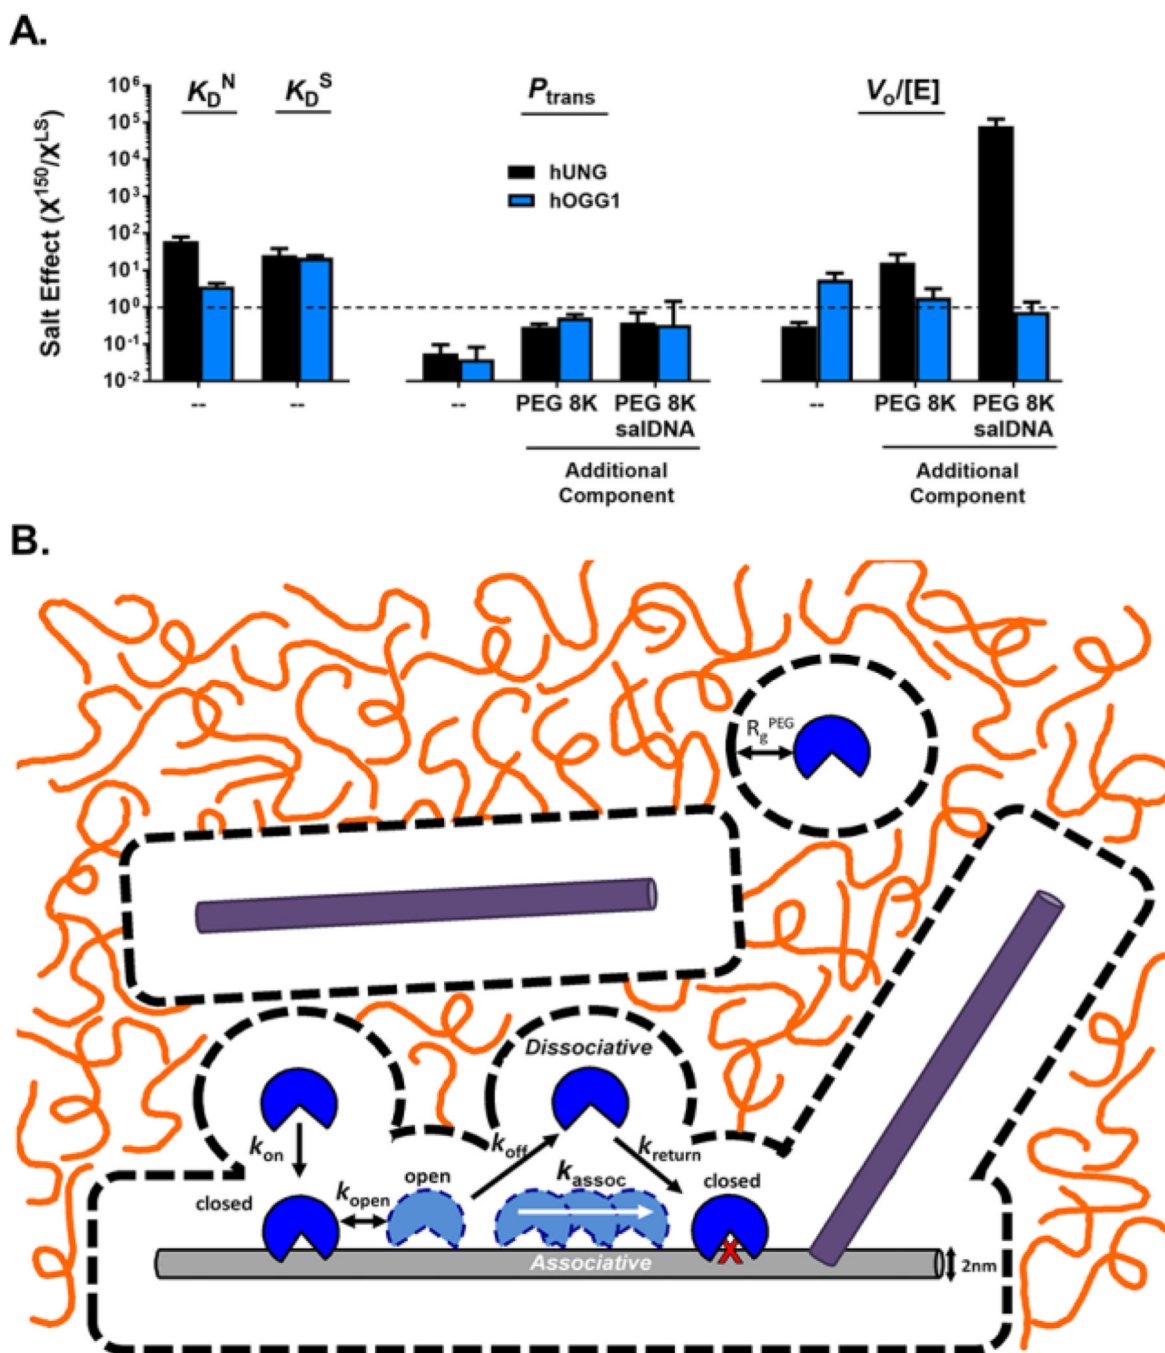 A.
K_D^N K_D^S P_trans V_o/[E]
Salt Effect (X^150/X^LS)
10^6
10^5
10^4
10^3
10^2
10^1
10^0
10^-1
10^-2
hUNG
hOGG1
-- -- -- PEG 8K PEG 8K -- PEG 8K PEG 8K
salDNA salDNA
Additional Additional
Component Component
B.
R_g^PEG
Dissociative
k_on
k_off
k_return
closed
k_open
open
k_assoc
closed
X
Associative
2nm